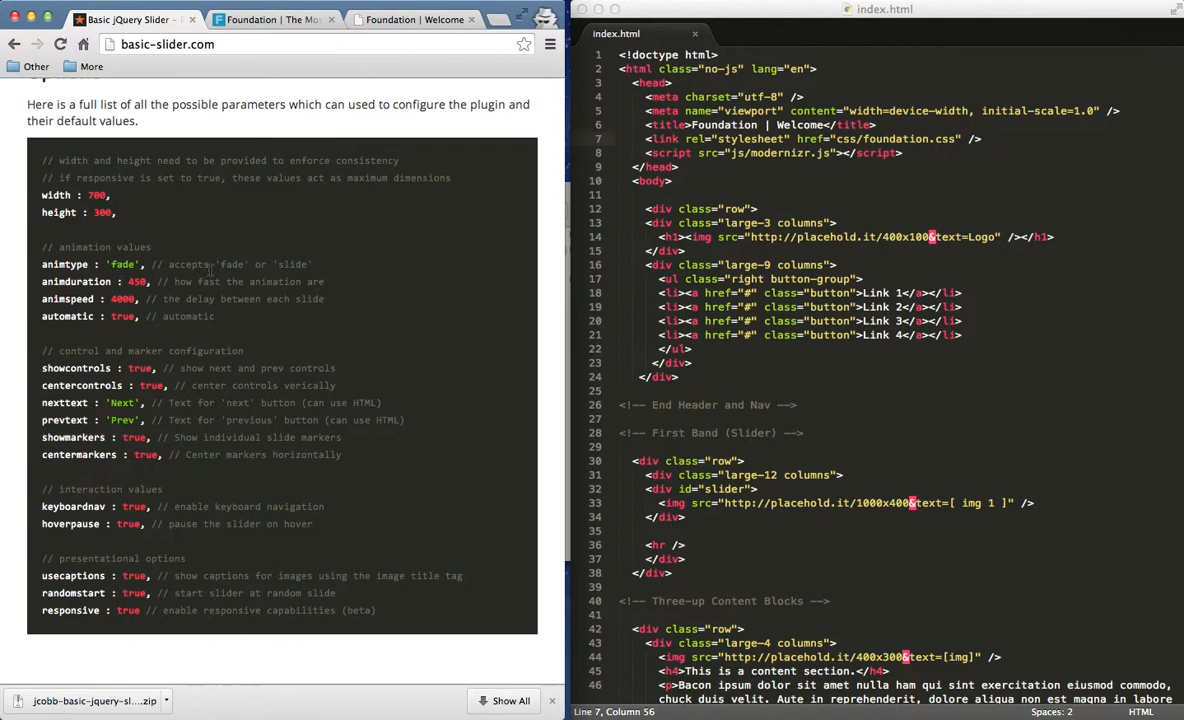 Basic jQuery Slider -
Foundation | The Mos
Foundation | Welcome
basic-slider.com
Other
More
Here is a full list of all the possible parameters which can used to configure the plugin and
their default values.
// width and height need to be provided to enforce consistency
// if responsive is set to true, these values act as maximum dimensions
width : 700,
height : 300,
// animation values
animtype : 'fade', // accepts 'fade' or 'slide'
animduration : 450, // how fast the animation are
animspeed : 4000, // the delay between each slide
automatic : true, // automatic
// control and marker configuration
showcontrols : true, // show next and prev controls
centercontrols : true, // center controls verically
nexttext : 'Next', // Text for 'next' button (can use HTML)
prevtext : 'Prev', // Text for 'previous' button (can use HTML)
showmarkers : true, // Show individual slide markers
centermarkers : true, // Center markers horizontally
// interaction values
keyboardnav : true, // enable keyboard navigation
hoverpause : true, // pause the slider on hover
// presentational options
usecaptions : true, // show captions for images using the image title tag
randomstart : true, // start slider at random slide
responsive : true // enable responsive capabilities (beta)
jcobb-basic-jquery-sl....zip
Show All
index.html
index.html
1 <!doctype html>
2 <html class="no-js" lang="en">
3 <head>
4 <meta charset="utf-8" />
5 <meta name="viewport" content="width=device-width, initial-scale=1.0" />
6 <title>Foundation | Welcome</title>
7 <link rel="stylesheet" href="css/foundation.css" />
8 <script src="js/modernizr.js"></script>
9 </head>
10 <body>
11
12 <div class="row">
13 <div class="large-3 columns">
14 <h1><img src="http://placehold.it/400x100&text=Logo" /></h1>
15 </div>
16 <div class="large-9 columns">
17 <ul class="right button-group">
18 <li><a href="#" class="button">Link 1</a></li>
19 <li><a href="#" class="button">Link 2</a></li>
20 <li><a href="#" class="button">Link 3</a></li>
21 <li><a href="#" class="button">Link 4</a></li>
22 </ul>
23 </div>
24 </div>
25
26 <!-- End Header and Nav -->
27
28 <!-- First Band (Slider) -->
29
30 <div class="row">
31 <div class="large-12 columns">
32 <div id="slider">
33 <img src="http://placehold.it/1000x400&text=[ img 1 ]" />
34 </div>
35
36 <hr />
37 </div>
38 </div>
39
40 <!-- Three-up Content Blocks -->
41
42 <div class="row">
43 <div class="large-4 columns">
44 <img src="http://placehold.it/400x300&text=[img]" />
45 <h4>This is a content section.</h4>
46 <p>Bacon ipsum dolor sit amet nulla ham qui sint exercitation eiusmod commodo,
chuck duis velit. Aute in reprehenderit, dolore aliqua non est magna in labore
Line 7, Column 56
Spaces: 2
HTML